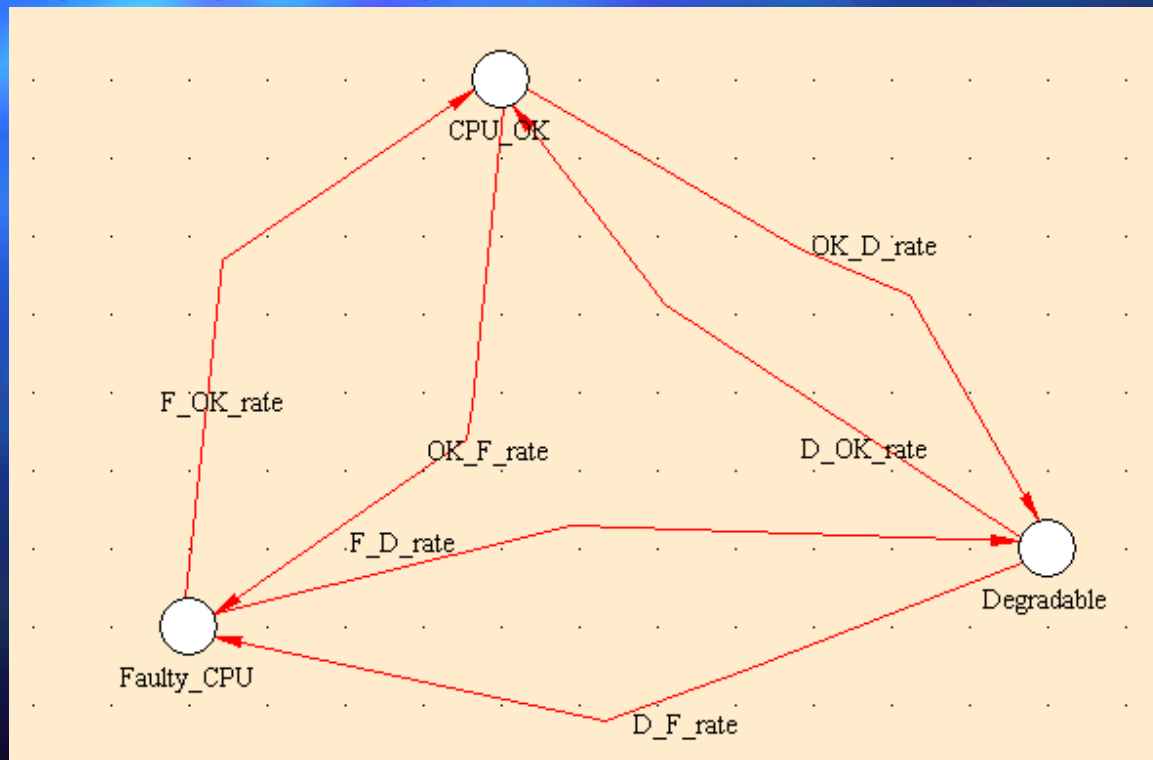 CPU_OK
OK_D_rate
F_OK_rate
OK_F_rate
D_OK_rate
F_D_rate
Degradable
Faulty_CPU
D_F_rate